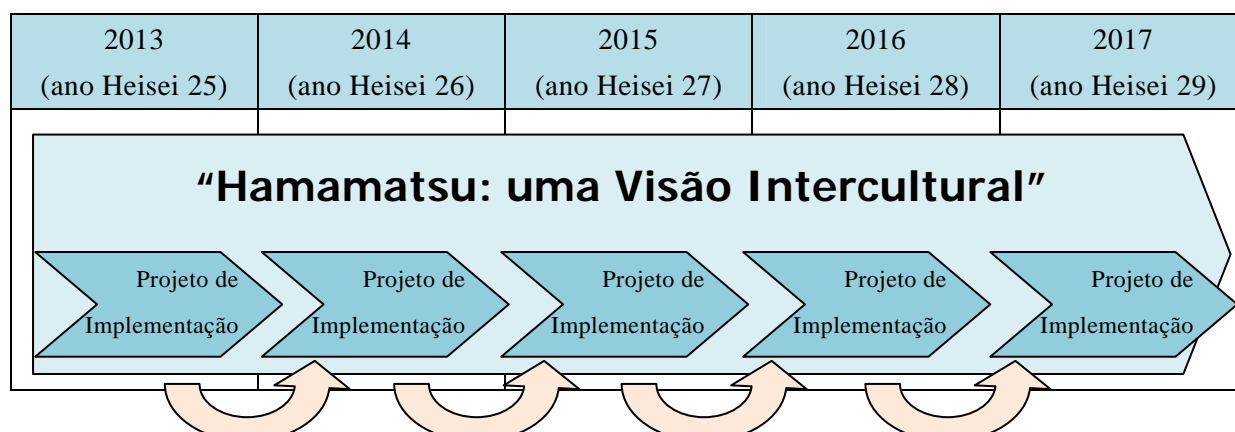 2013 2014 2015 2016 2017
(ano Heisei 25) (ano Heisei 26) (ano Heisei 27) (ano Heisei 28) (ano Heisei 29)
“Hamamatsu: uma Visão Intercultural”
Projeto de Projeto de Projeto de Projeto de Projeto de
Implementação Implementação Implementação Implementação Implementação